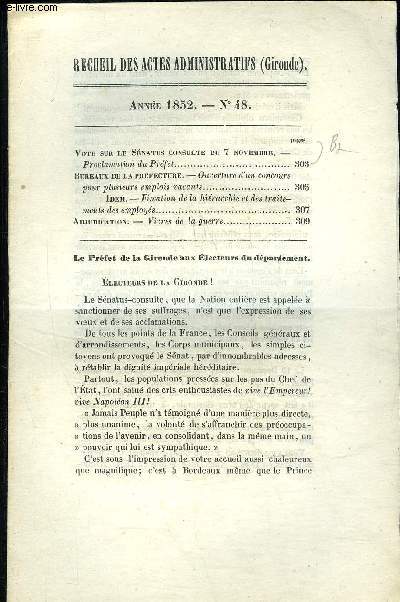 RECUEIL DES ACTES ADMINISTRATIFS (Gironde).
ANNÉE 1852. — N° 48.
PAGES
VOTE SUR LE SÉNATUS CONSULTE DU 7 NOVEMBRE. —
Proclamation du Préfet................................ 303
BUREAUX DE LA PRÉFECTURE. — Ouverture d'un concours
pour plusieurs emplois vacants................................ 305
IDEM. — Fixation de la hiérarchie et des traite-
ments des employés................................ 307
ADJUDICATION. — Vivres de la guerre................... 309
Le Préfet de la Gironde aux Électeurs du département.
ÉLECTEURS DE LA GIRONDE !
Le Sénatus-consulte, que la Nation entière est appelée à
sanctionner de ses suffrages, n'est que l'expression de ses
vœux et de ses acclamations.
De tous les points de la France, les Conseils généraux et
d'arrondissements, les Corps municipaux, les simples ci-
toyens ont provoqué le Sénat, par d'innombrables adresses,
à rétablir la dignité impériale héréditaire.
Partout, les populations pressées sur les pas du Chef de
l'État, l'ont salué des cris enthousiastes de vive l'Empereur!
vive Napoléon III!
« Jamais Peuple n'a témoigné d'une manière plus directe,
» plus unanime, la volonté de s'affranchir des préoccupa-
» tions de l'avenir, en consolidant, dans la même main, un
» pouvoir qui lui est sympathique. »
C'est sous l'impression de votre accueil aussi chaleureux
que magnifique; c'est à Bordeaux même que le Prince